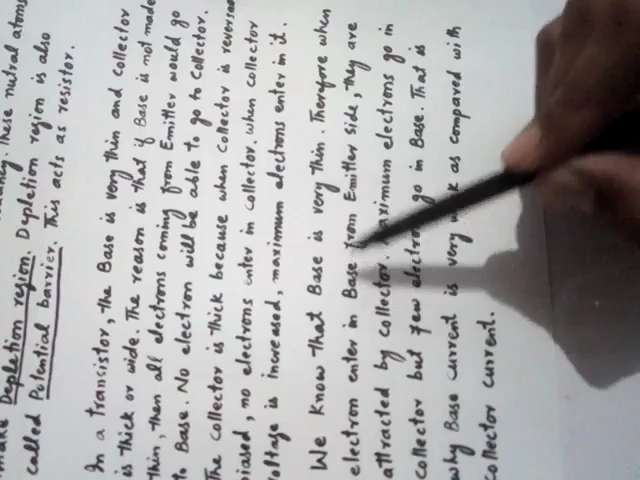 make Depletion region. Depletion region is also
called Potential barrier. This acts as resistor.
In a transistor, the Base is very thin and collector
is thick or wide. The reason is that if Base is not made
thin, then all electrons coming from Emitter would go
to Base. No electron will be able to go to collector.
The collector is thick because when collector is reverse
biased, no electrons enter in collector. when collector
voltage is increased, maximum electrons enter in it.
We know that Base is very thin. Therefore when
electron enter in Base from Emitter side, they are
attracted by collector. Maximum electrons go in
collector but few electrons go in Base. That is
why Base current is very weak as compared with
collector current.